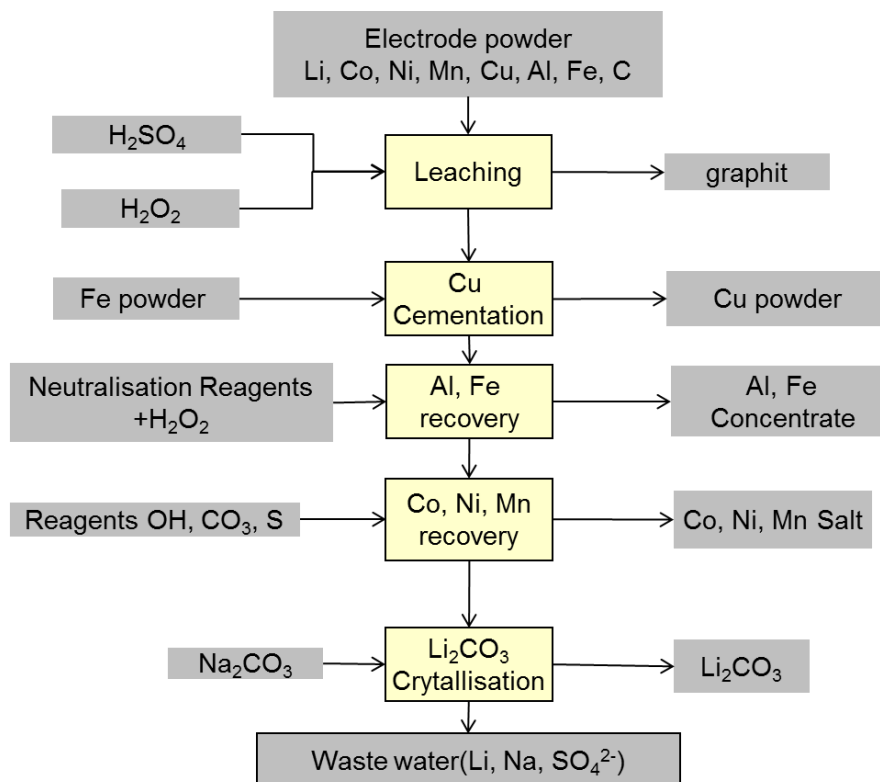 Electrode powder
Li, Co, Ni, Mn, Cu, Al, Fe, C
H₂SO₄
Leaching
graphit
H₂O₂
Fe powder
Cu
Cementation
Cu powder
Neutralisation Reagents
+H₂O₂
Al, Fe
recovery
Al, Fe
Concentrate
Reagents OH, CO₃, S
Co, Ni, Mn
recovery
Co, Ni, Mn Salt
Na₂CO₃
Li₂CO₃
Crytallisation
Li₂CO₃
Waste water(Li, Na, SO₄²⁻)